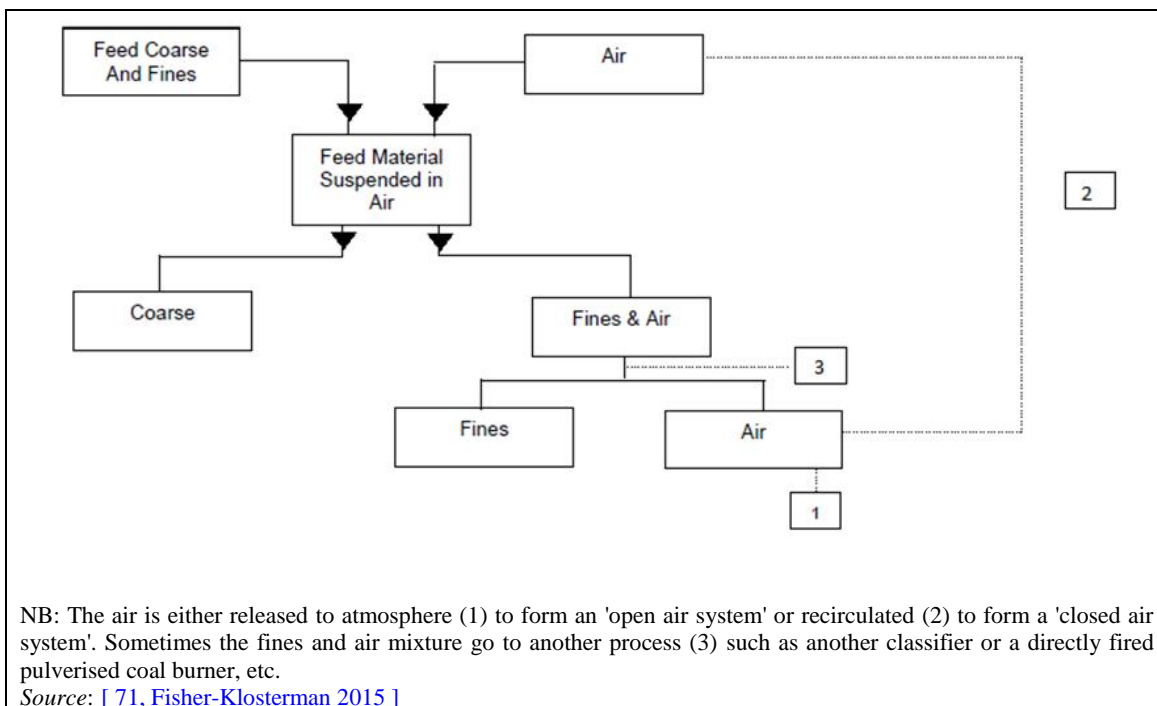 Feed Coarse
And Fines
Air
Feed Material
Suspended in
Air
2
Coarse
Fines & Air
3
Fines
Air
1
NB: The air is either released to atmosphere (1) to form an 'open air system' or recirculated (2) to form a 'closed air
system'. Sometimes the fines and air mixture go to another process (3) such as another classifier or a directly fired
pulverised coal burner, etc.
Source: [ 71, Fisher-Klosterman 2015 ]